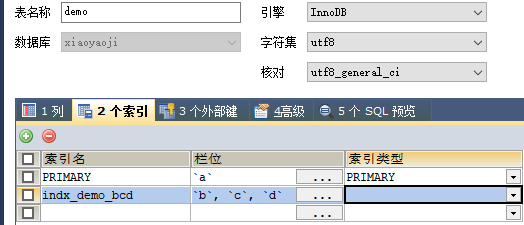 表名称 demo 引擎 InnoDB
数据库 xiaoyaoji 字符集 utf8
核对 utf8_general_ci
1 列 2 个索引 3 个外部键 4高级 5 个 SQL 预览
索引名 栏位 索引类型
PRIMARY `a` ... PRIMARY
indx_demo_bcd `b`, `c`, `d` ...
...